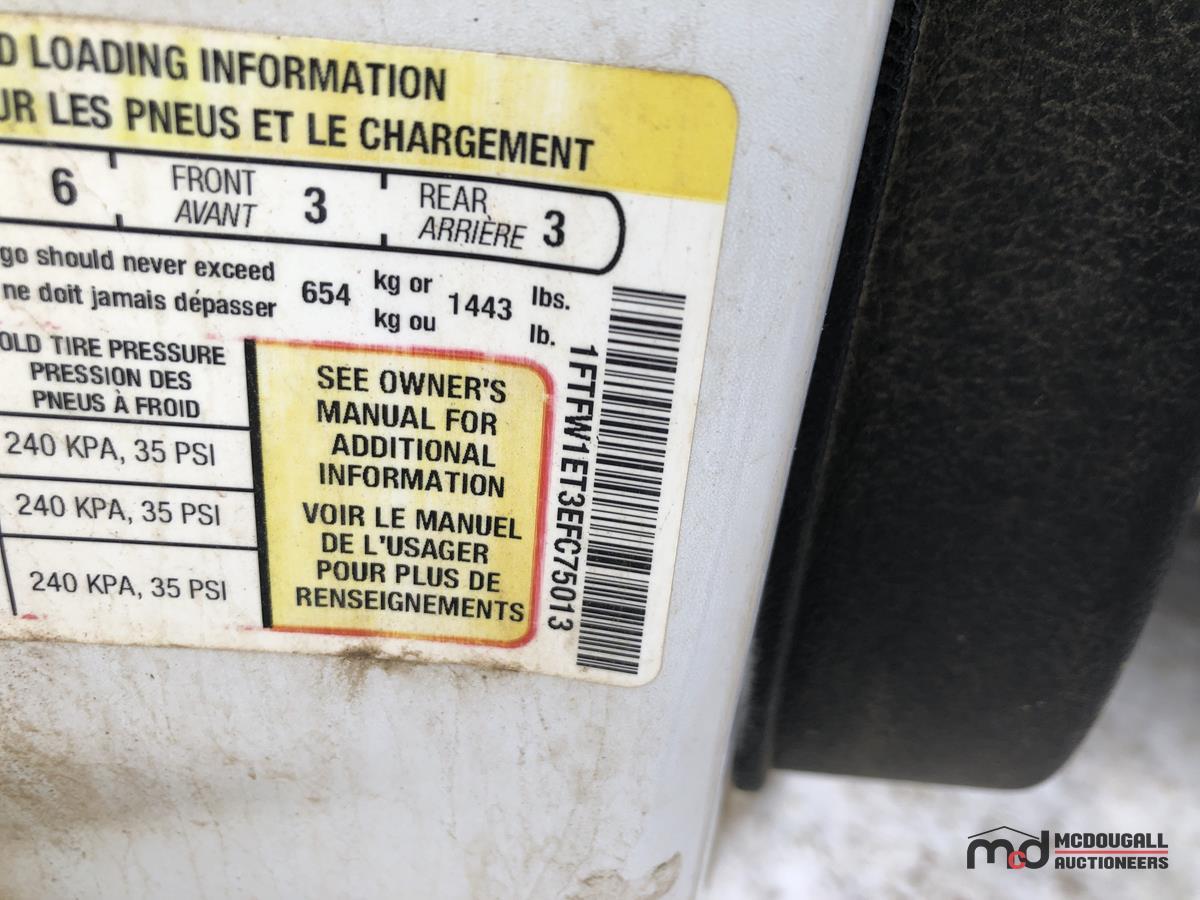 D LOADING INFORMATION
UR LES PNEUS ET LE CHARGEMENT
6 FRONT AVANT 3 REAR ARRIÈRE 3
go should never exceed
ne doit jamais dépasser
654 kg or 1443 lbs.
kg ou lb.
OLD TIRE PRESSURE
PRESSION DES
PNEUS À FROID
240 KPA, 35 PSI
240 KPA, 35 PSI
240 KPA, 35 PSI
SEE OWNER'S
MANUAL FOR
ADDITIONAL
INFORMATION
VOIR LE MANUEL
DE L'USAGER
POUR PLUS DE
RENSEIGNEMENTS
1FTFW1ET3EFC75013
mcd MCDOUGALL
AUCTIONEERS